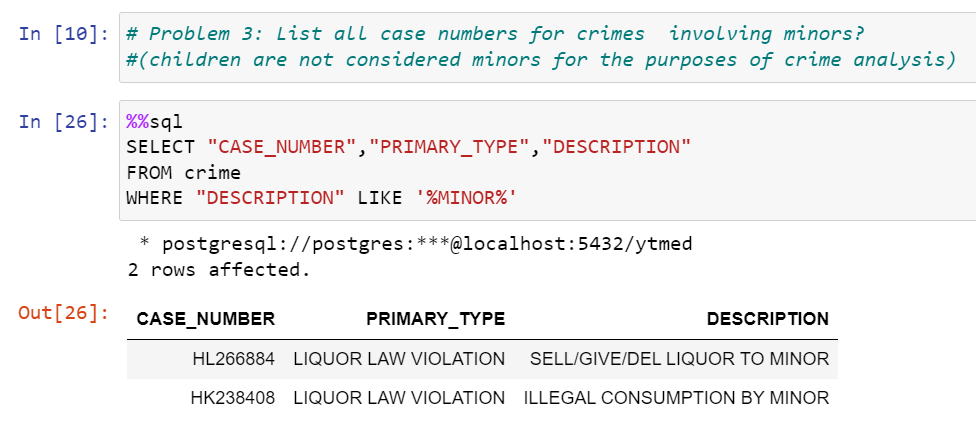 In [10]: # Problem 3: List all case numbers for crimes  involving minors?
#(children are not considered minors for the purposes of crime analysis)
In [26]: %%sql
SELECT "CASE_NUMBER","PRIMARY_TYPE","DESCRIPTION"
FROM crime
WHERE "DESCRIPTION" LIKE '%MINOR%'
* postgresql://postgres:***@localhost:5432/ytmed
2 rows affected.
Out[26]: CASE_NUMBER PRIMARY_TYPE DESCRIPTION
HL266884 LIQUOR LAW VIOLATION SELL/GIVE/DEL LIQUOR TO MINOR
HK238408 LIQUOR LAW VIOLATION ILLEGAL CONSUMPTION BY MINOR